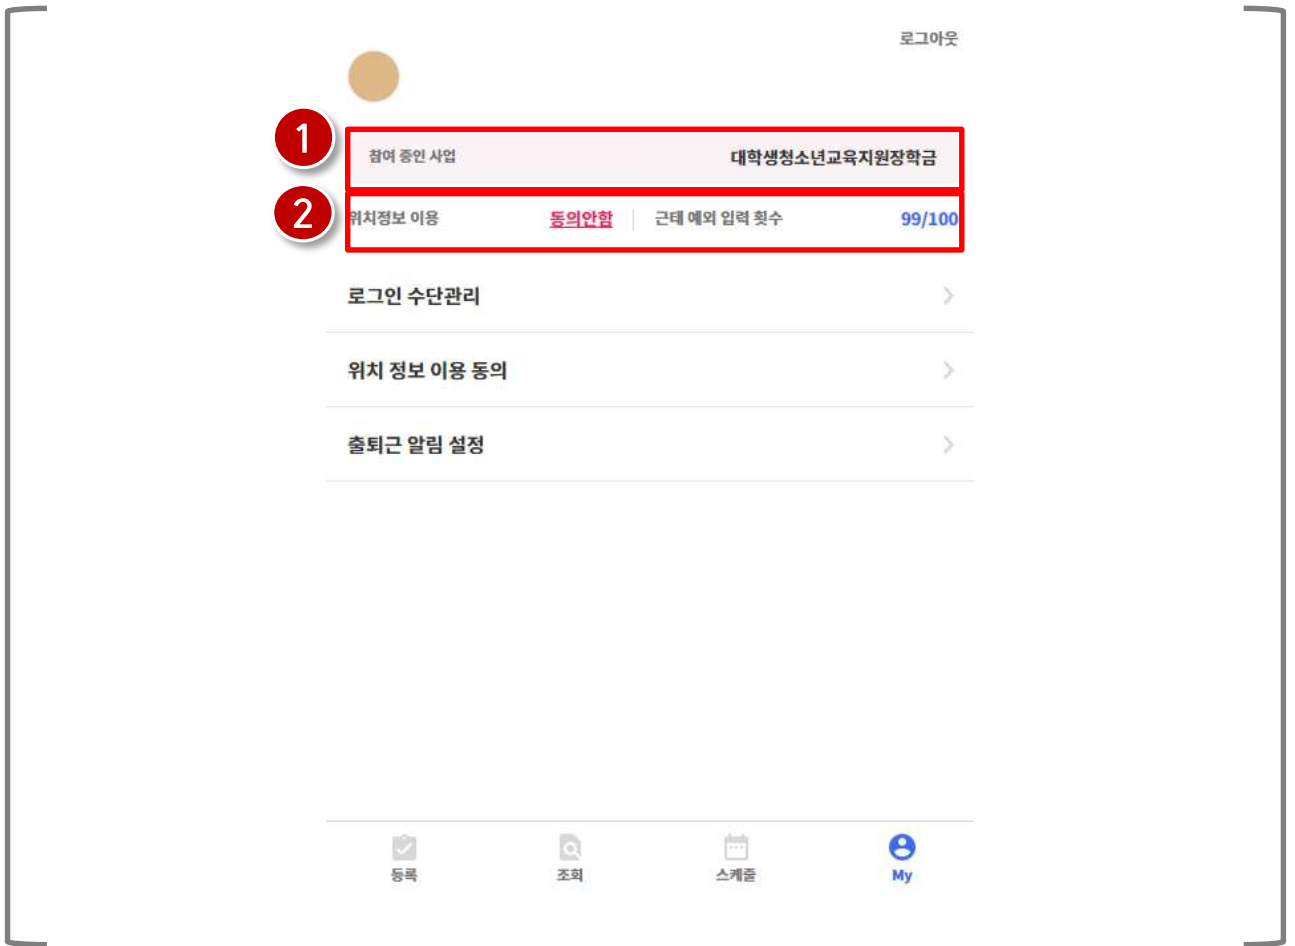 로그아웃
1
참여 중인 사업 대학생청소년교육지원장학금
2
위치정보 이용 동의안함 근태 예외 입력 횟수 99/100
로그인 수단관리
위치 정보 이용 동의
출퇴근 알림 설정
등록 조회 스케줄 My